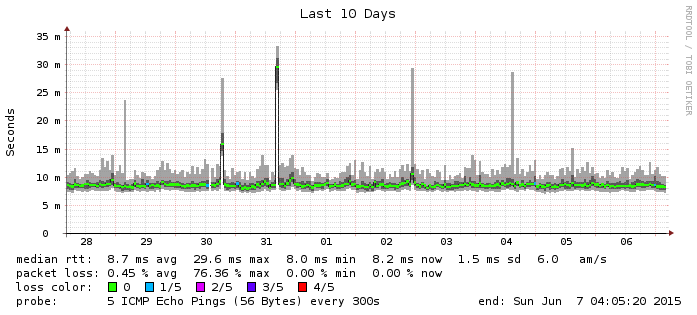 Last 10 Days
RRDTOOL / TOBI OETIKER
Seconds
35 m
30 m
25 m
20 m
15 m
10 m
5 m
0
28 29 30 31 01 02 03 04 05 06
median rtt: 8.7 ms avg 29.6 ms max 8.0 ms min 8.2 ms now 1.5 ms sd 6.0 am/s
packet loss: 0.45 % avg 76.36 % max 0.00 % min 0.00 % now
loss color: 0 1/5 2/5 3/5 4/5
probe: 5 ICMP Echo Pings (56 Bytes) every 300s end: Sun Jun 7 04:05:20 2015